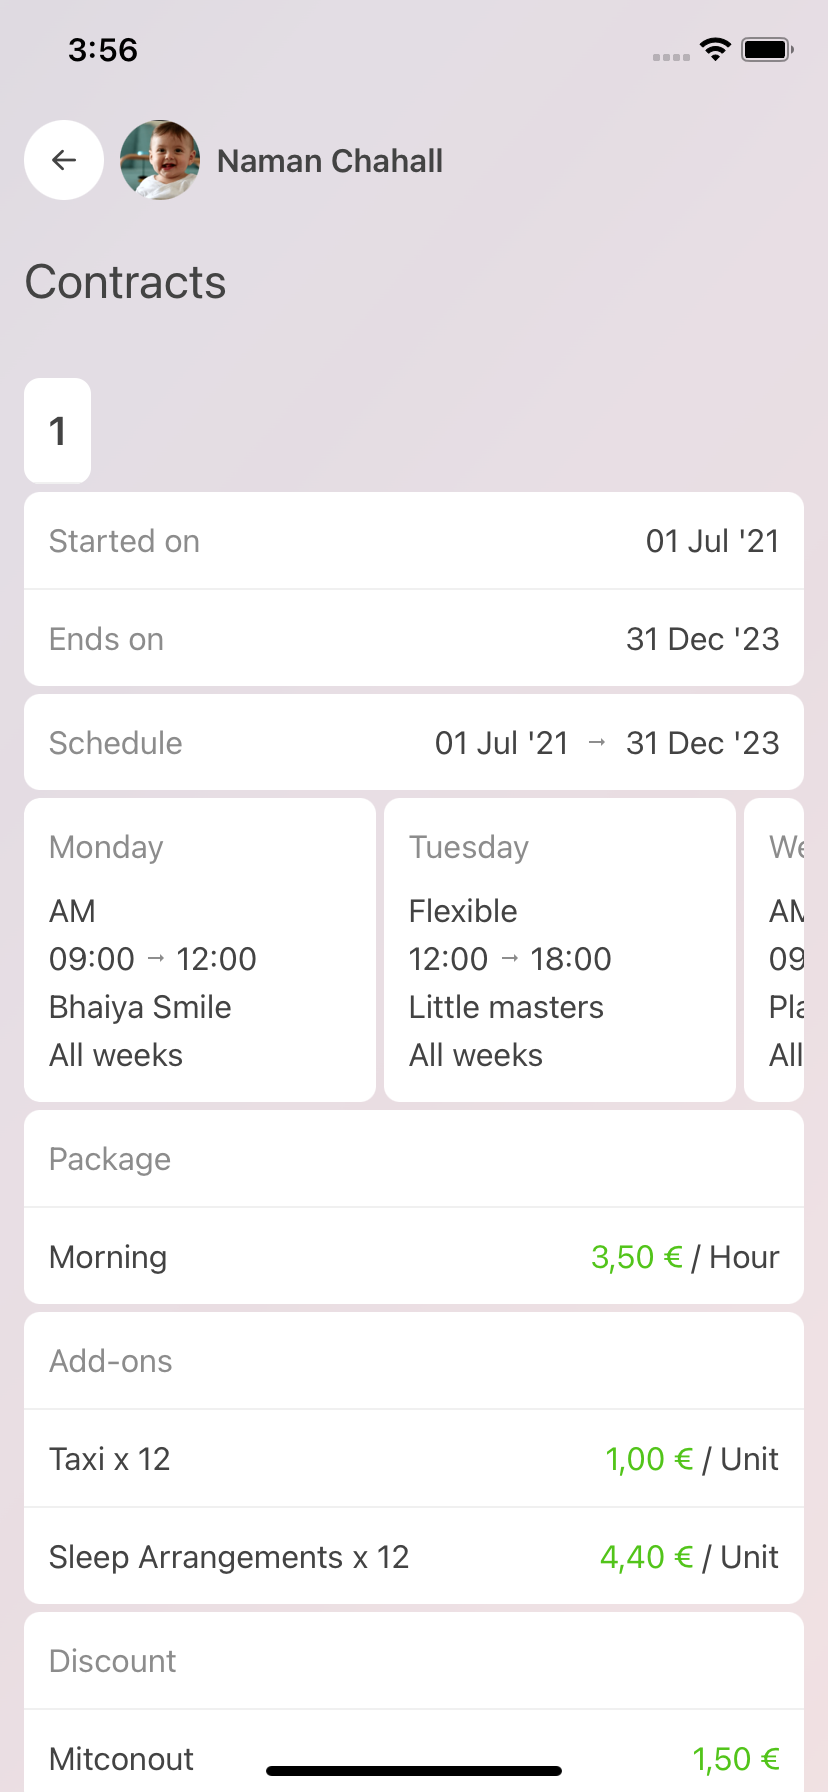 3:56
Naman Chahall
Contracts
1
Started on 01 Jul '21
Ends on 31 Dec '23
Schedule 01 Jul '21 → 31 Dec '23
Monday
AM
09:00 → 12:00
Bhaiya Smile
All weeks
Tuesday
Flexible
12:00 → 18:00
Little masters
All weeks
We
AM
09
Pla
All
Package
Morning 3,50 € / Hour
Add-ons
Taxi x 12 1,00 € / Unit
Sleep Arrangements x 12 4,40 € / Unit
Discount
Mitconout 1,50 €